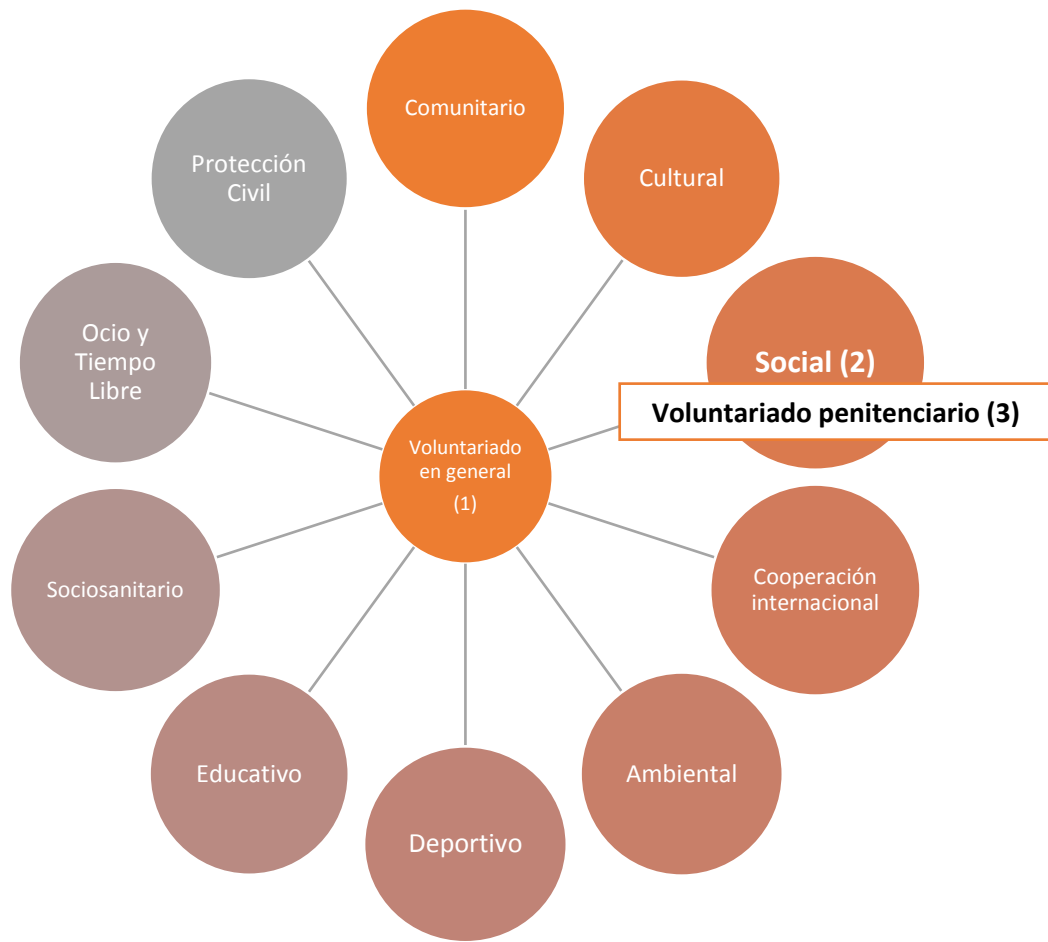 Comunitario
Cultural
Social (2)
Voluntariado penitenciario (3)
Cooperación
internacional
Ambiental
Deportivo
Educativo
Sociosanitario
Ocio y
Tiempo
Libre
Protección
Civil
Voluntariado
en general
(1)